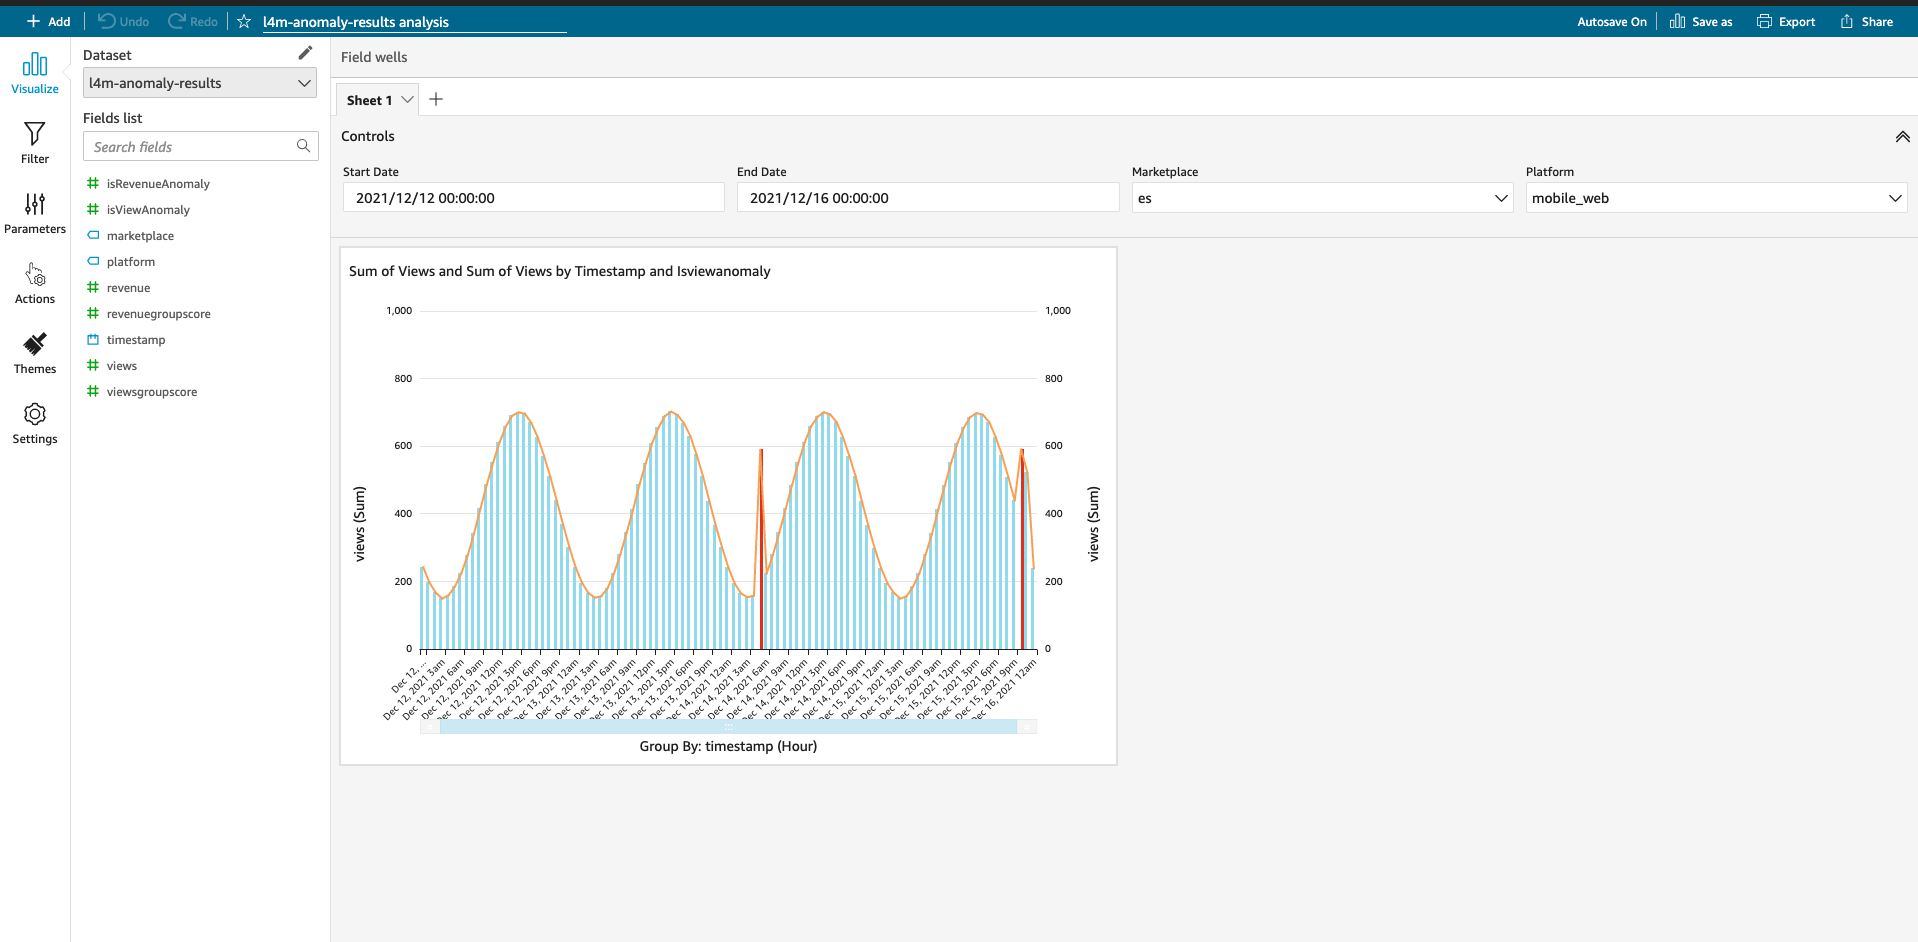 Add
Undo
Redo
l4m-anomaly-results analysis
Autosave On
Save as
Export
Share
Visualize
Filter
Parameters
Actions
Themes
Settings
Dataset
l4m-anomaly-results
Fields list
Search fields
isRevenueAnomaly
isViewAnomaly
marketplace
platform
revenue
revenuegroupscore
timestamp
views
viewsgroupscore
Field wells
Sheet 1
Controls
Start Date
2021/12/12 00:00:00
End Date
2021/12/16 00:00:00
Marketplace
es
Platform
mobile_web
Sum of Views and Sum of Views by Timestamp and Isviewanomaly
views (Sum)
1,000
800
600
400
200
0
1,000
800
600
400
200
0
views (Sum)
Dec 12, ...
Dec 12, 2021 3am
Dec 12, 2021 6am
Dec 12, 2021 9am
Dec 12, 2021 12pm
Dec 12, 2021 3pm
Dec 12, 2021 6pm
Dec 12, 2021 9pm
Dec 13, 2021 12am
Dec 13, 2021 3am
Dec 13, 2021 6am
Dec 13, 2021 9am
Dec 13, 2021 12pm
Dec 13, 2021 3pm
Dec 13, 2021 6pm
Dec 13, 2021 9pm
Dec 14, 2021 12am
Dec 14, 2021 3am
Dec 14, 2021 6am
Dec 14, 2021 9am
Dec 14, 2021 12pm
Dec 14, 2021 3pm
Dec 14, 2021 6pm
Dec 14, 2021 9pm
Dec 15, 2021 12am
Dec 15, 2021 3am
Dec 15, 2021 6am
Dec 15, 2021 9am
Dec 15, 2021 12pm
Dec 15, 2021 3pm
Dec 15, 2021 6pm
Dec 15, 2021 9pm
Dec 16, 2021 12am
Group By: timestamp (Hour)